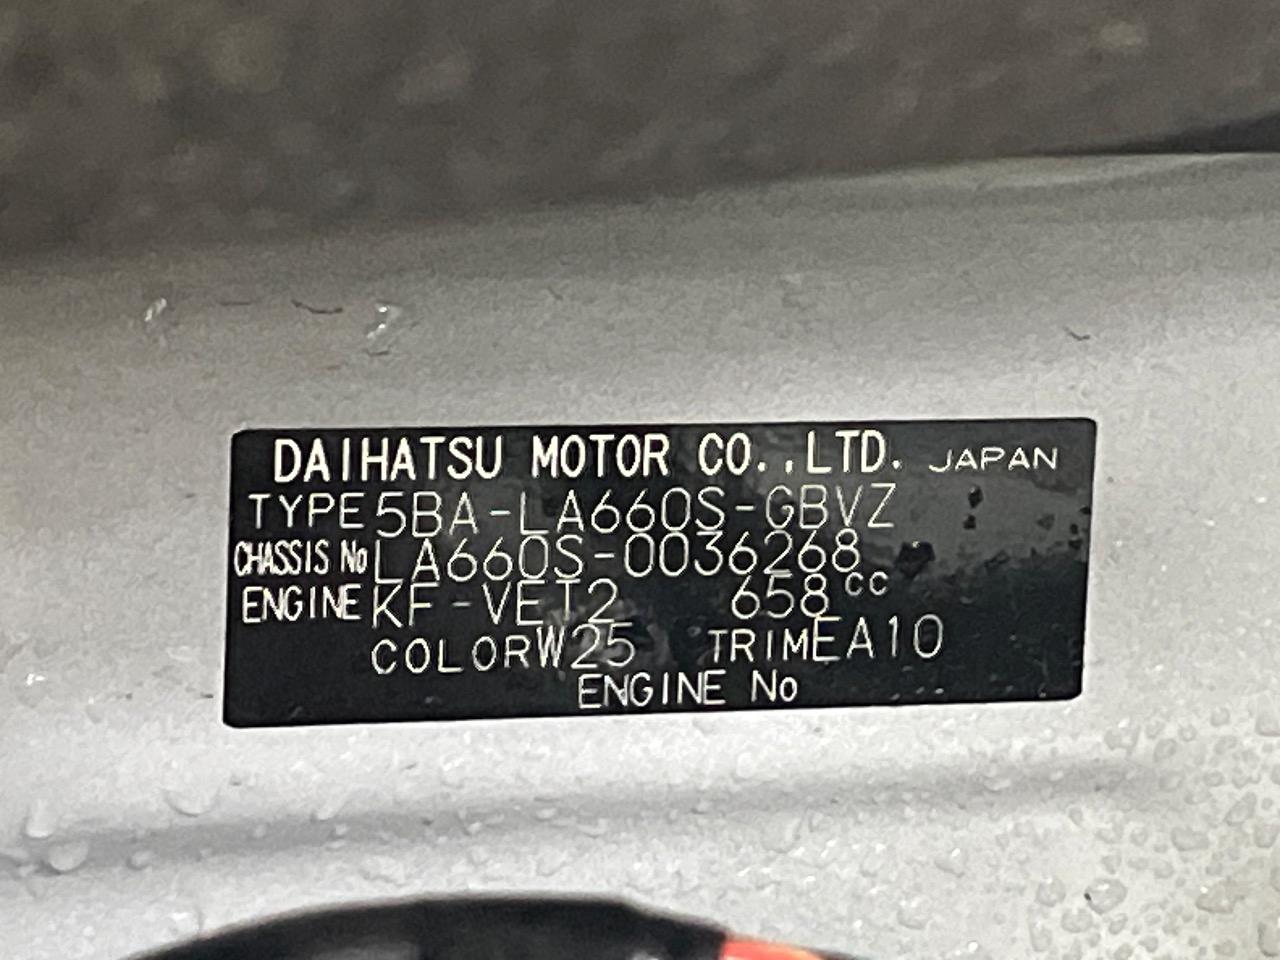 DAIHATSU MOTOR CO.,LTD. JAPAN
TYPE 5BA-LA660S-GBVZ
CHASSIS No LA660S-0036268
ENGINE KF-VET2 658cc
COLOR W25 TRIM EA10
ENGINE No